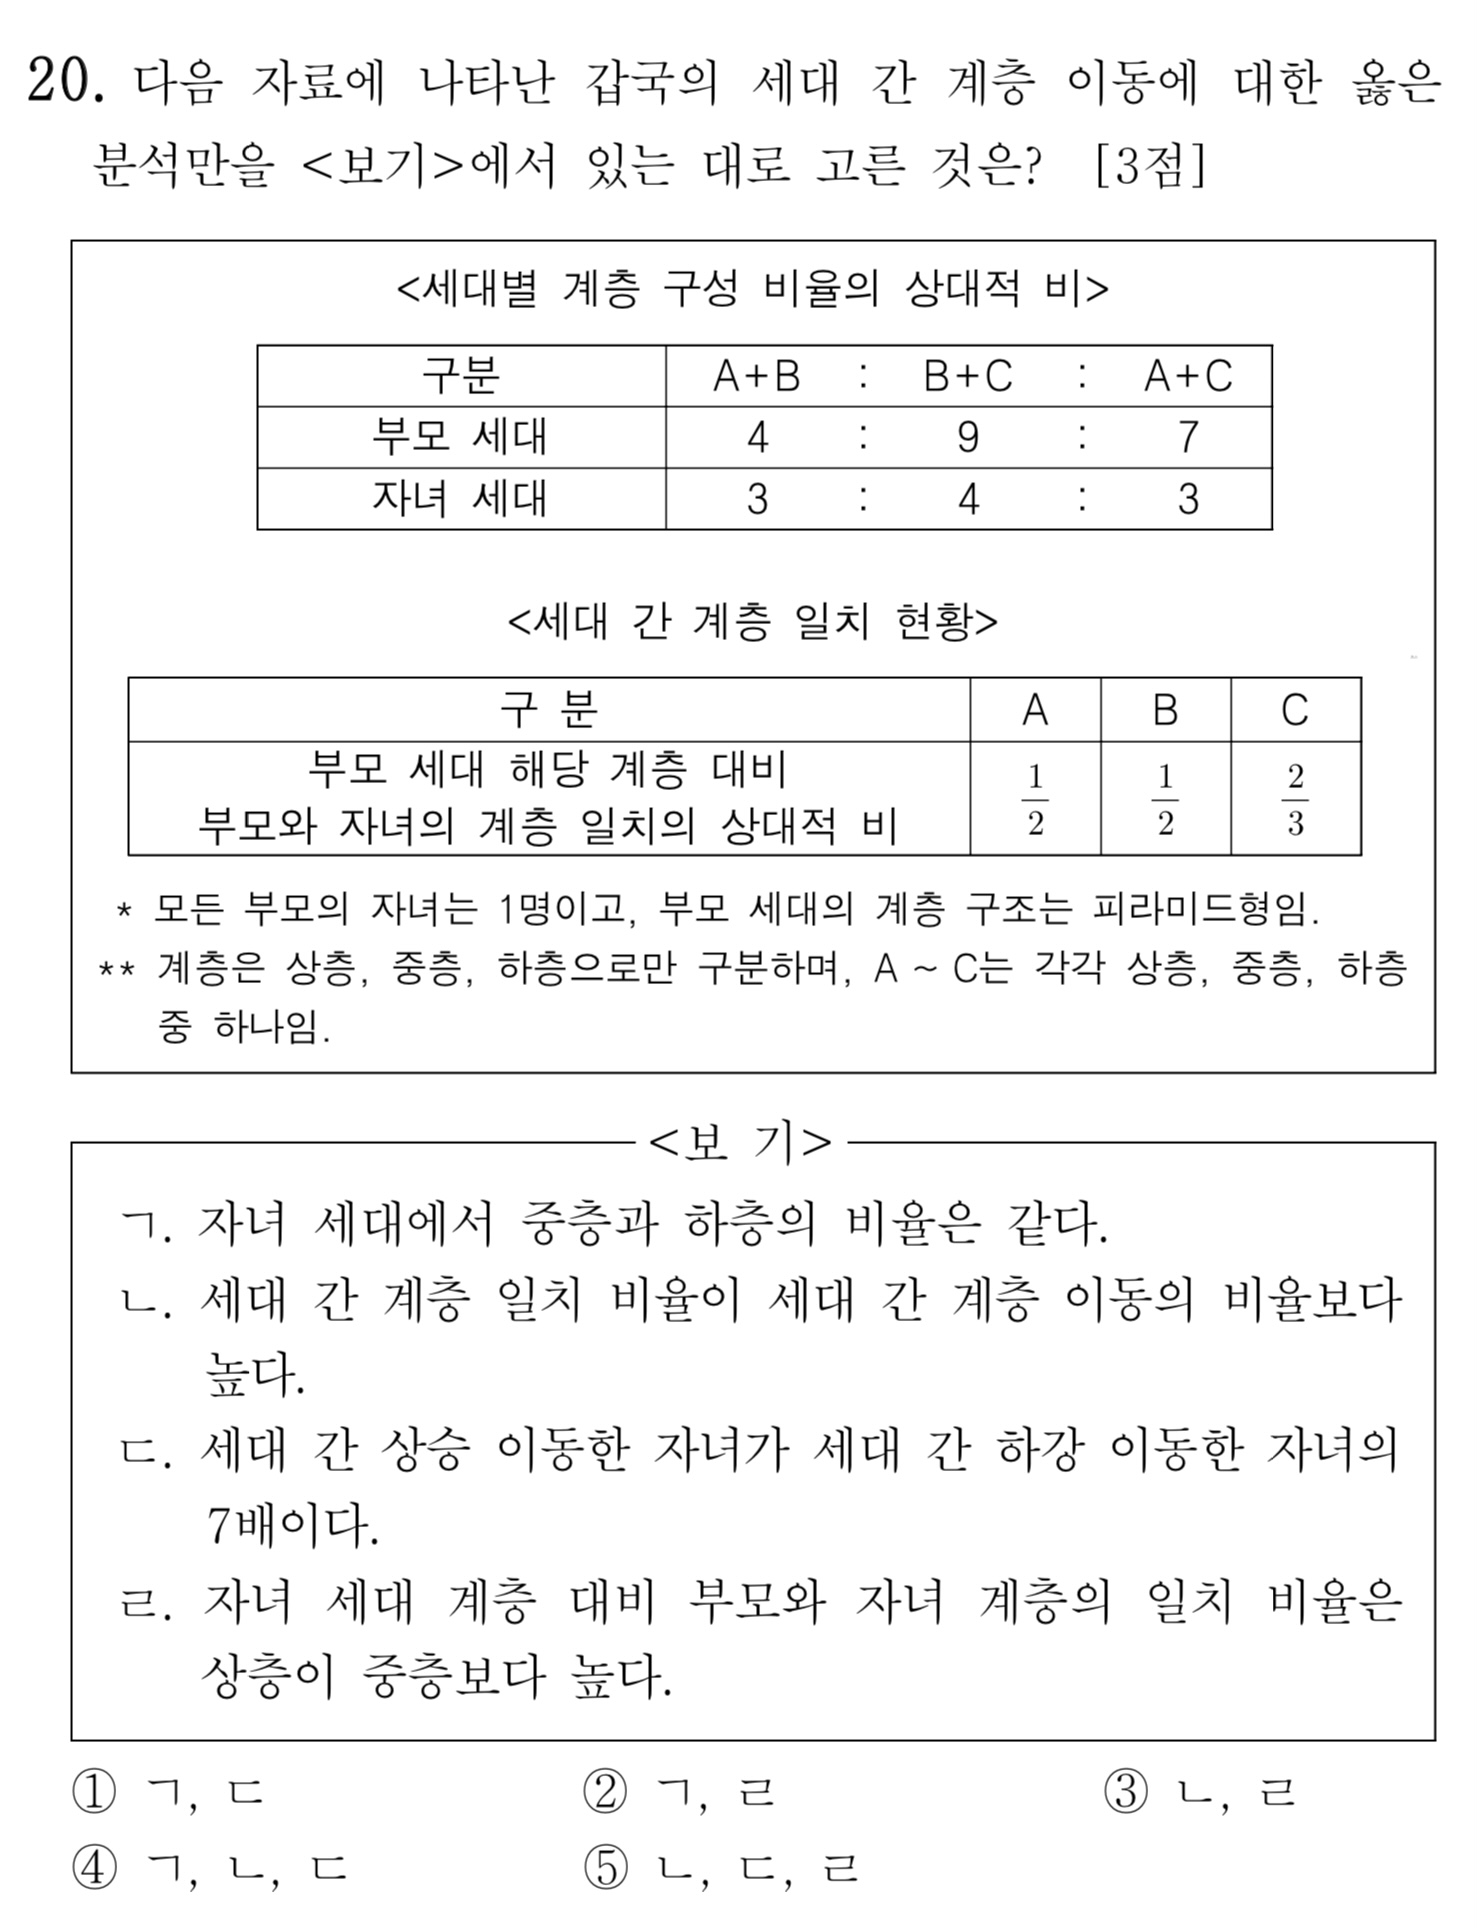 20. 다음 자료에 나타난 갑국의 세대 간 계층 이동에 대한 옳은
분석만을 <보기>에서 있는 대로 고른 것은? [3점]
<세대별 계층 구성 비율의 상대적 비>
구분 A+B : B+C : A+C
부모 세대 4 : 9 : 7
자녀 세대 3 : 4 : 3
<세대 간 계층 일치 현황>
구 분 A B C
부모 세대 해당 계층 대비
부모와 자녀의 계층 일치의 상대적 비 1/2 1/2 2/3
* 모든 부모의 자녀는 1명이고, 부모 세대의 계층 구조는 피라미드형임.
** 계층은 상층, 중층, 하층으로만 구분하며, A ~ C는 각각 상층, 중층, 하층
중 하나임.
<보 기>
ㄱ. 자녀 세대에서 중층과 하층의 비율은 같다.
ㄴ. 세대 간 계층 일치 비율이 세대 간 계층 이동의 비율보다
높다.
ㄷ. 세대 간 상승 이동한 자녀가 세대 간 하강 이동한 자녀의
7배이다.
ㄹ. 자녀 세대 계층 대비 부모와 자녀 계층의 일치 비율은
상층이 중층보다 높다.
① ㄱ, ㄷ ② ㄱ, ㄹ ③ ㄴ, ㄹ
④ ㄱ, ㄴ, ㄷ ⑤ ㄴ, ㄷ, ㄹ